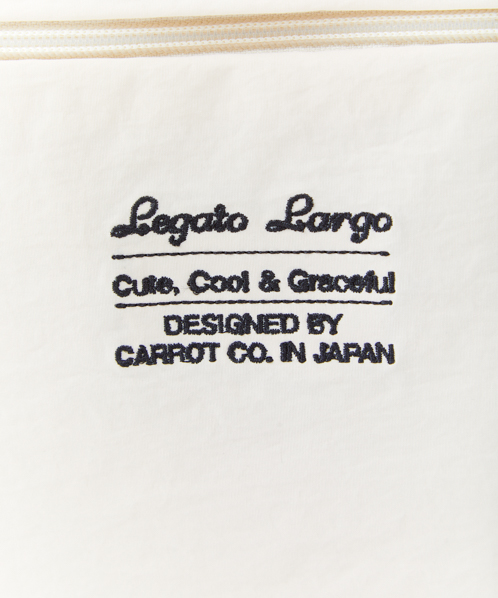 Legato Largo
Cute, Cool & Graceful
DESIGNED BY
CARROT CO. IN JAPAN